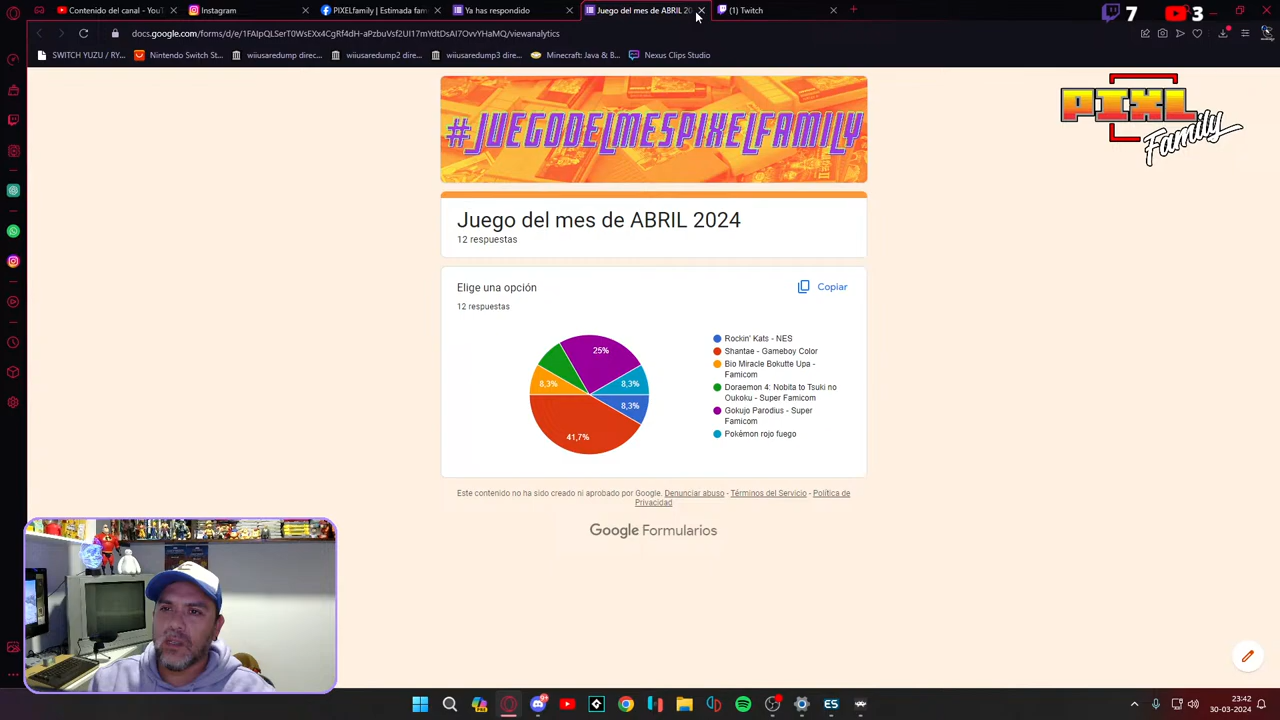 Contenido del canal - YouT
Instagram
PIXELfamily | Estimada fam
Ya has respondido
Juego del mes de ABRIL 20
(1) Twitch
7
3
docs.google.com/forms/d/e/1FAIpQLSerT0WsEXx4CgRf4dH-aPzbuVsf2UI17mYdtDsAI7OvvYHaMQ/viewanalytics
SWITCH YUZU / RY...
Nintendo Switch St...
wiiusaredump direc...
wiiusaredump2 dire...
wiiusaredump3 dire...
Minecraft: Java & B...
Nexus Clips Studio
#JUEGODELMESPIXELFAMILY
PIXL
Family
Juego del mes de ABRIL 2024
12 respuestas
Elige una opción
Copiar
12 respuestas
25%
8,3%
8,3%
8,3%
41,7%
Rockin' Kats - NES
Shantae - Gameboy Color
Bio Miracle Bokutte Upa -
Famicom
Doraemon 4: Nobita to Tsuki no
Oukoku - Super Famicom
Gokujo Parodius - Super
Famicom
Pokémon rojo fuego
Este contenido no ha sido creado ni aprobado por Google. Denunciar abuso - Términos del Servicio - Política de
Privacidad
Google Formularios
ES
23:42
30-03-2024